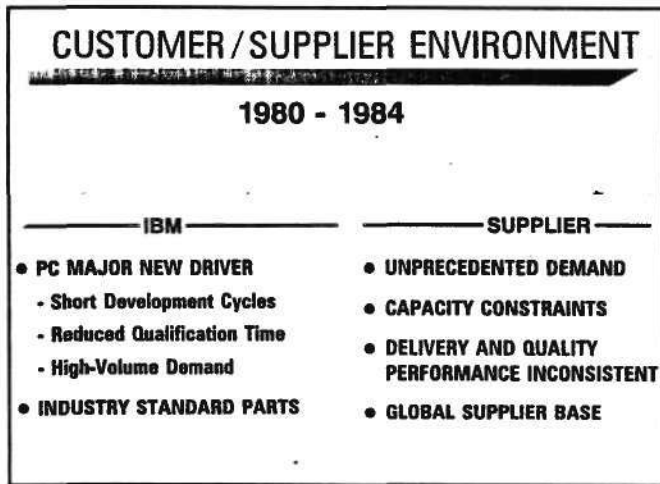 CUSTOMER/SUPPLIER ENVIRONMENT
1980 - 1984
IBM
● PC MAJOR NEW DRIVER
- Short Development Cycles
- Reduced Qualification Time
- High-Volume Demand
● INDUSTRY STANDARD PARTS
SUPPLIER
● UNPRECEDENTED DEMAND
● CAPACITY CONSTRAINTS
● DELIVERY AND QUALITY
PERFORMANCE INCONSISTENT
● GLOBAL SUPPLIER BASE